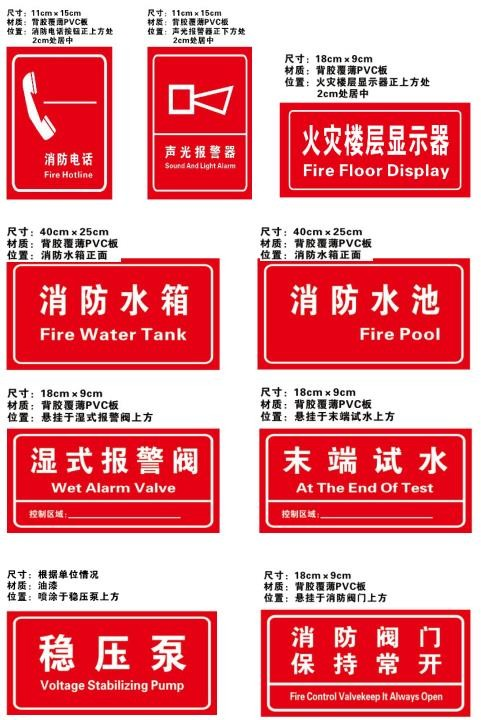 尺寸：11cm×15cm
材质：背胶覆薄PVC板
位置：消防电话按钮正上方处
2cm处居中
消防电话
Fire Hotline
尺寸：11cm×15cm
材质：背胶覆薄PVC板
位置：声光报警器正下方处
2cm处居中
声光报警器
Sound And Light Alarm
尺寸：18cm×9cm
材质：背胶覆薄PVC板
位置：火灾楼层显示器正上方处
2cm处居中
火灾楼层显示器
Fire Floor Display
尺寸：40cm×25cm
材质：背胶覆薄PVC板
位置：消防水箱正面
消防水箱
Fire Water Tank
尺寸：40cm×25cm
材质：背胶覆薄PVC板
位置：消防水箱正面
消防水池
Fire Pool
尺寸：18cm×9cm
材质：背胶覆薄PVC板
位置：悬挂于湿式报警阀上方
湿式报警阀
Wet Alarm Valve
控制区域：
尺寸：18cm×9cm
材质：背胶覆薄PVC板
位置：悬挂于末端试水上方
末端试水
At The End Of Test
控制区域：
尺寸：根据单位情况
材质：油漆
位置：喷涂于稳压泵上方
稳压泵
Voltage Stabilizing Pump
尺寸：18cm×9cm
材质：背胶覆薄PVC板
位置：悬挂于消防阀门上方
消防阀门
保持常开
Fire Control Valvekeep It Always Open